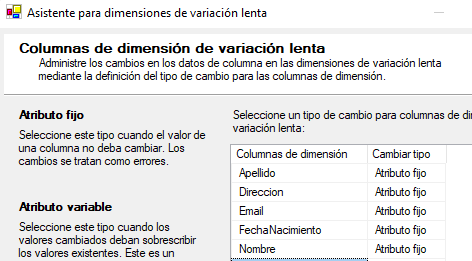 Asistente para dimensiones de variación lenta
Columnas de dimensión de variación lenta
Administre los cambios en los datos de columna en las dimensiones de variación lenta
mediante la definición del tipo de cambio para las columnas de dimensión.
Atributo fijo
Seleccione este tipo cuando el valor de
una columna no deba cambiar. Los
cambios se tratan como errores.
Atributo variable
Seleccione este tipo cuando los
valores cambiados deban sobrescribir
los valores existentes. Este es un
Seleccione un tipo de cambio para columnas de di
variación lenta:
Columnas de dimensión Cambiar tipo
Apellido Atributo fijo
Direccion Atributo fijo
Email Atributo fijo
FechaNacimiento Atributo fijo
Nombre Atributo fijo